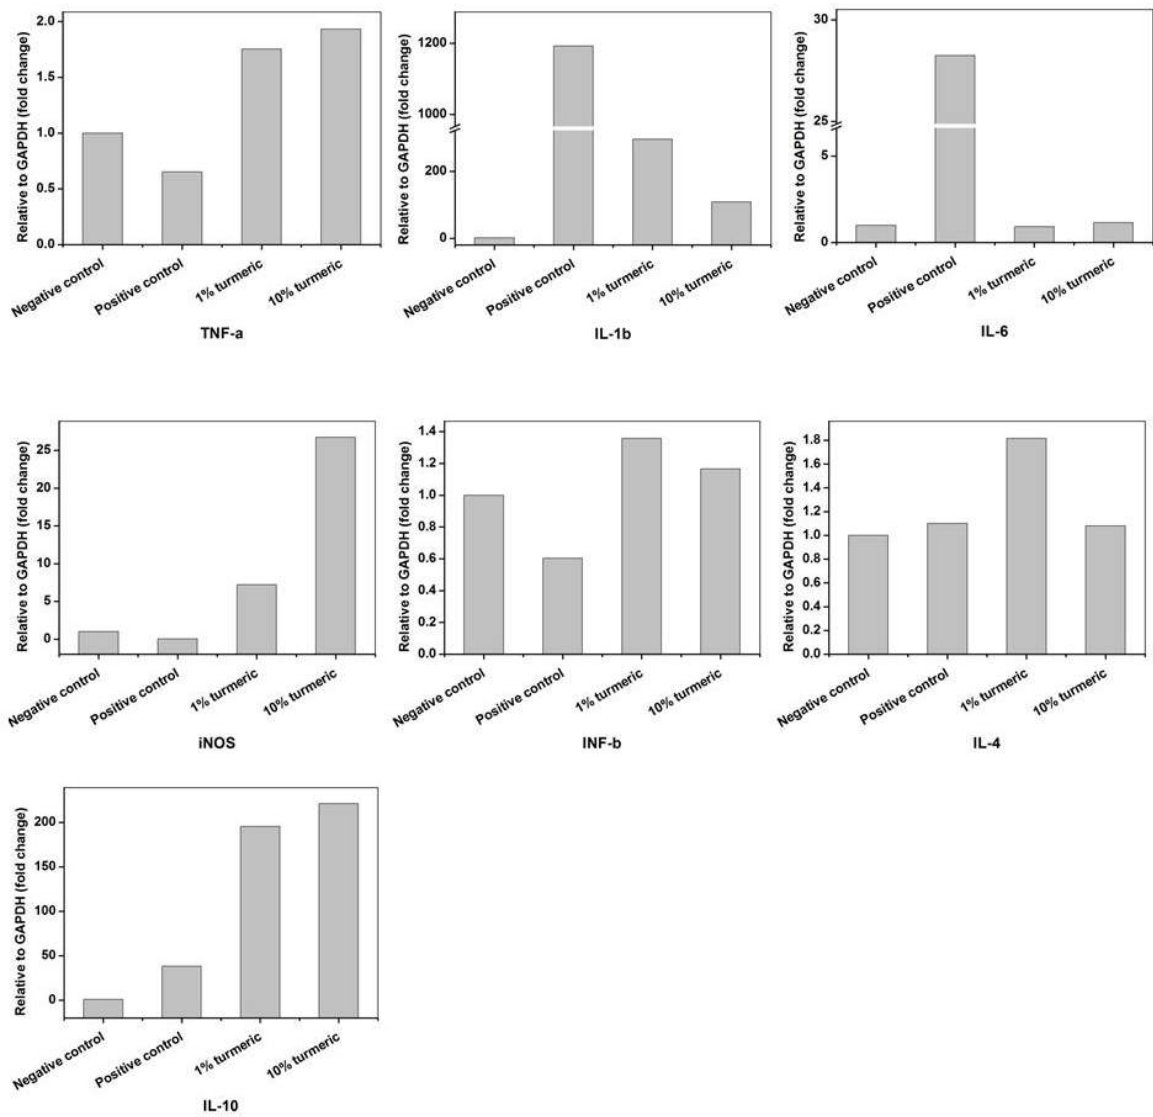 Relative to GAPDH (fold change)
2.0
1.5
1.0
0.5
0.0
Negative control
Positive control
1% turmeric
10% turmeric
TNF-a
Relative to GAPDH (fold change)
1200
1000
200
0
Negative control
Positive control
1% turmeric
10% turmeric
IL-1b
Relative to GAPDH (fold change)
30
25
5
0
Negative control
Positive control
1% turmeric
10% turmeric
IL-6
Relative to GAPDH (fold change)
25
20
15
10
5
0
Negative control
Positive control
1% turmeric
10% turmeric
iNOS
Relative to GAPDH (fold change)
1.4
1.2
1.0
0.8
0.6
0.4
0.2
0.0
Negative control
Positive control
1% turmeric
10% turmeric
INF-b
Relative to GAPDH (fold change)
1.8
1.6
1.4
1.2
1.0
0.8
0.6
0.4
0.2
0.0
Negative control
Positive control
1% turmeric
10% turmeric
IL-4
Relative to GAPDH (fold change)
200
150
100
50
0
Negative control
Positive control
1% turmeric
10% turmeric
IL-10